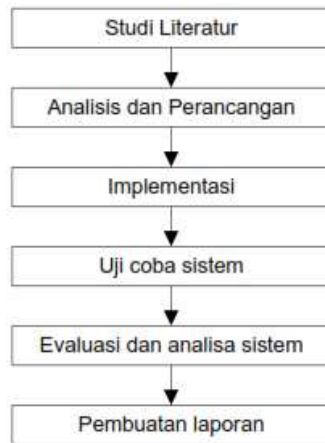 Studi Literatur
Analisis dan Perancangan
Implementasi
Uji coba sistem
Evaluasi dan analisa sistem
Pembuatan laporan